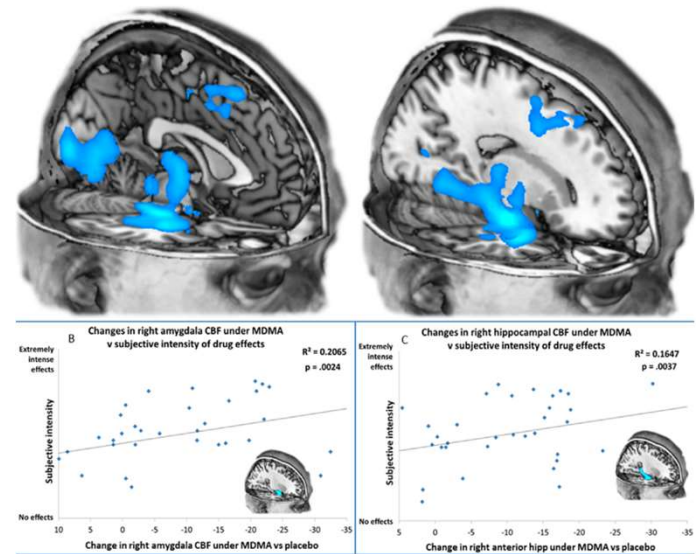 B
Changes in right amygdala CBF under MDMA
v subjective intensity of drug effects
Extremely
intense
effects
R² = 0.2065
p = .0024
Subjective intensity
No effects
10 5 0 -5 -10 -15 -20 -25 -30 -35
Change in right amygdala CBF under MDMA vs placebo
C
Changes in right hippocampal CBF under MDMA
v subjective intensity of drug effects
Extremely
intense
effects
R² = 0.1647
p = .0037
Subjective intensity
No effects
5 0 -5 -10 -15 -20 -25 -30 -35
Change in right anterior hipp under MDMA vs placebo